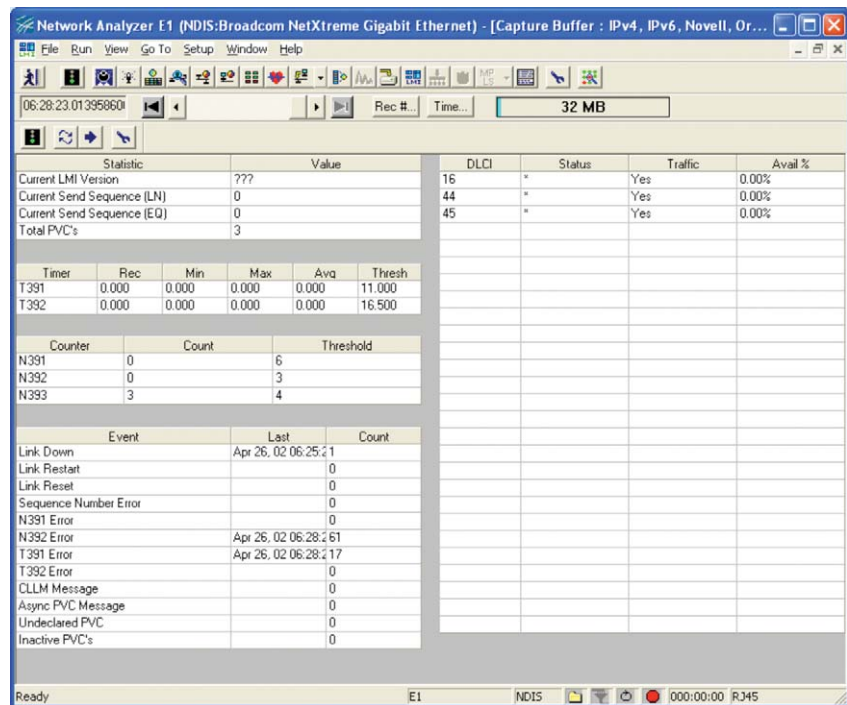 Network Analyzer E1 (NDIS:Broadcom NetXtreme Gigabit Ethernet) - [Capture Buffer : IPv4, IPv6, Novell, Or...
File Run View Go To Setup Window Help
LMI
MP LS
06:28:23.01395860 Rec #... Time... 32 MB
Statistic Value
Current LMI Version ???
Current Send Sequence (LN) 0
Current Send Sequence (EQ) 0
Total PVC's 3
Timer Rec Min Max Avg Thresh
T391 0.000 0.000 0.000 0.000 11.000
T392 0.000 0.000 0.000 0.000 16.500
Counter Count Threshold
N391 0 6
N392 0 3
N393 3 4
Event Last Count
Link Down Apr 26, 02 06:25:2 1
Link Restart 0
Link Reset 0
Sequence Number Error 0
N391 Error 0
N392 Error Apr 26, 02 06:28:2 61
T391 Error Apr 26, 02 06:28:2 17
T392 Error 0
CLLM Message 0
Async PVC Message 0
Undeclared PVC 0
Inactive PVC's 0
DLCI Status Traffic Avail %
16 * Yes 0.00%
44 * Yes 0.00%
45 * Yes 0.00%
Ready E1 NDIS 000:00:00 RJ45